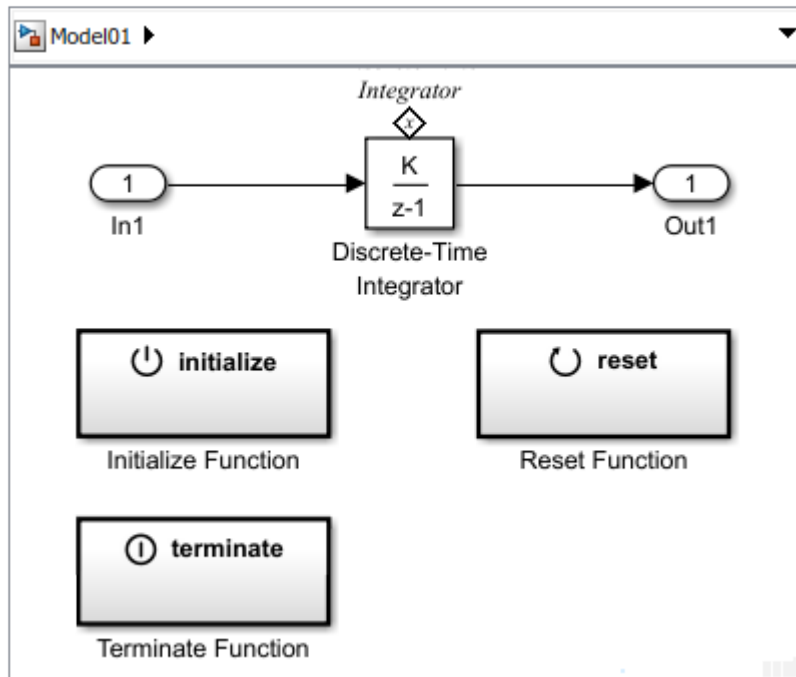 Model01
Integrator
x
K
z-1
1
In1
1
Out1
Discrete-Time
Integrator
initialize
Initialize Function
reset
Reset Function
terminate
Terminate Function